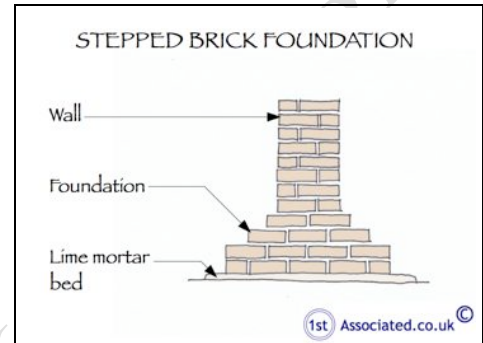 STEPPED BRICK FOUNDATION
Wall
Foundation
Lime mortar
bed
1st Associated.co.uk ©